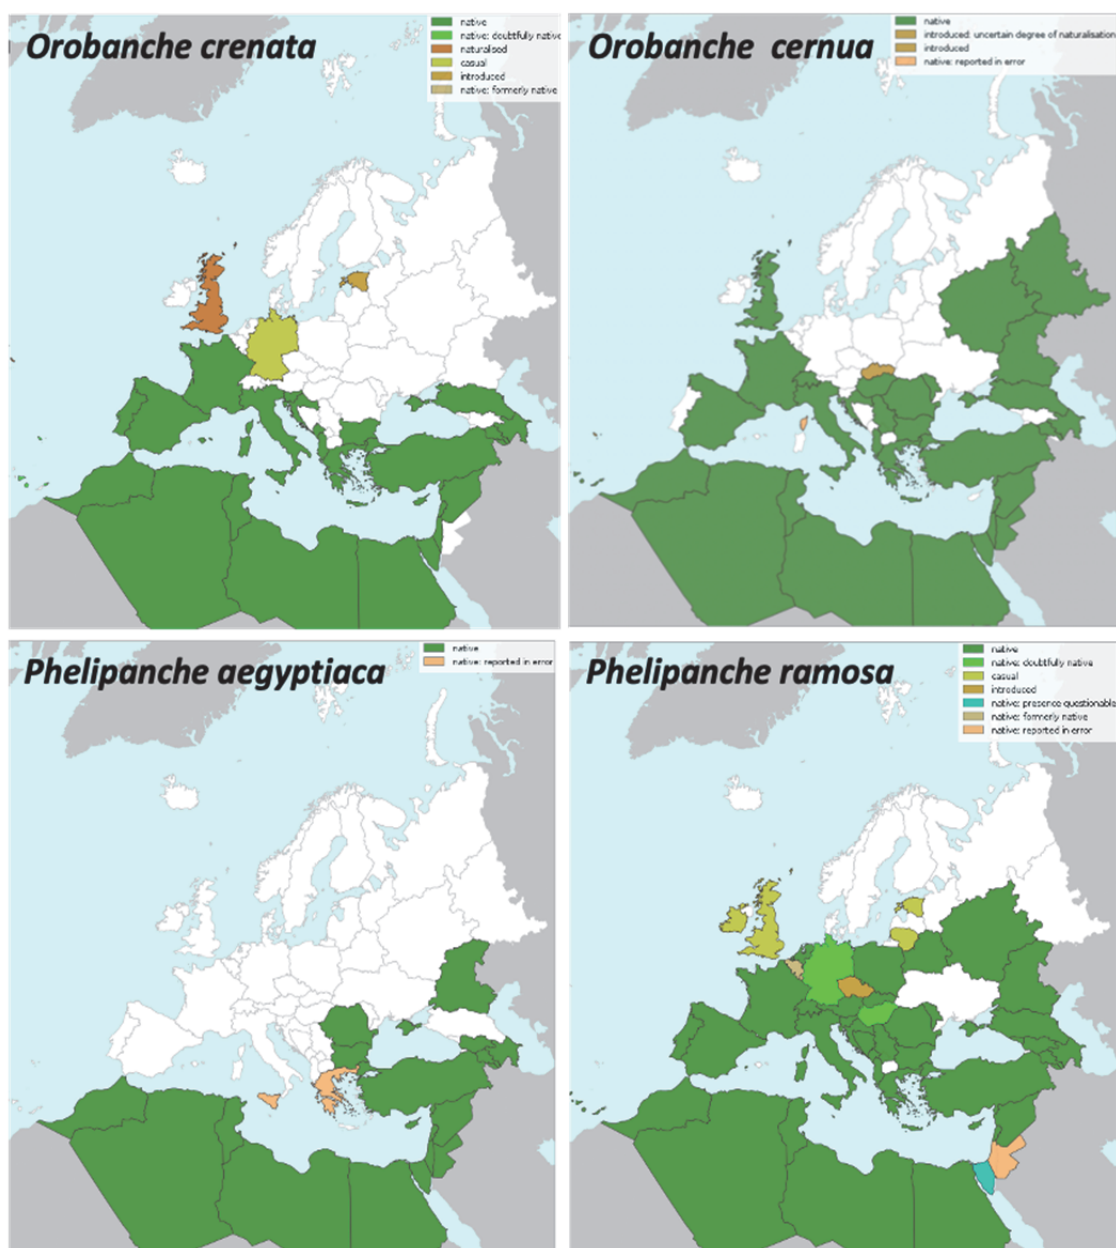 Orobanche crenata
native
native: doubtfully native
naturalised
casual
introduced
native: formerly native
Orobanche cernua
native
introduced: uncertain degree of naturalisation
introduced
native: reported in error
Phelipanche aegyptiaca
native
native: reported in error
Phelipanche ramosa
native
native: doubtfully native
casual
introduced
native: presence questionable
native: formerly native
native: reported in error